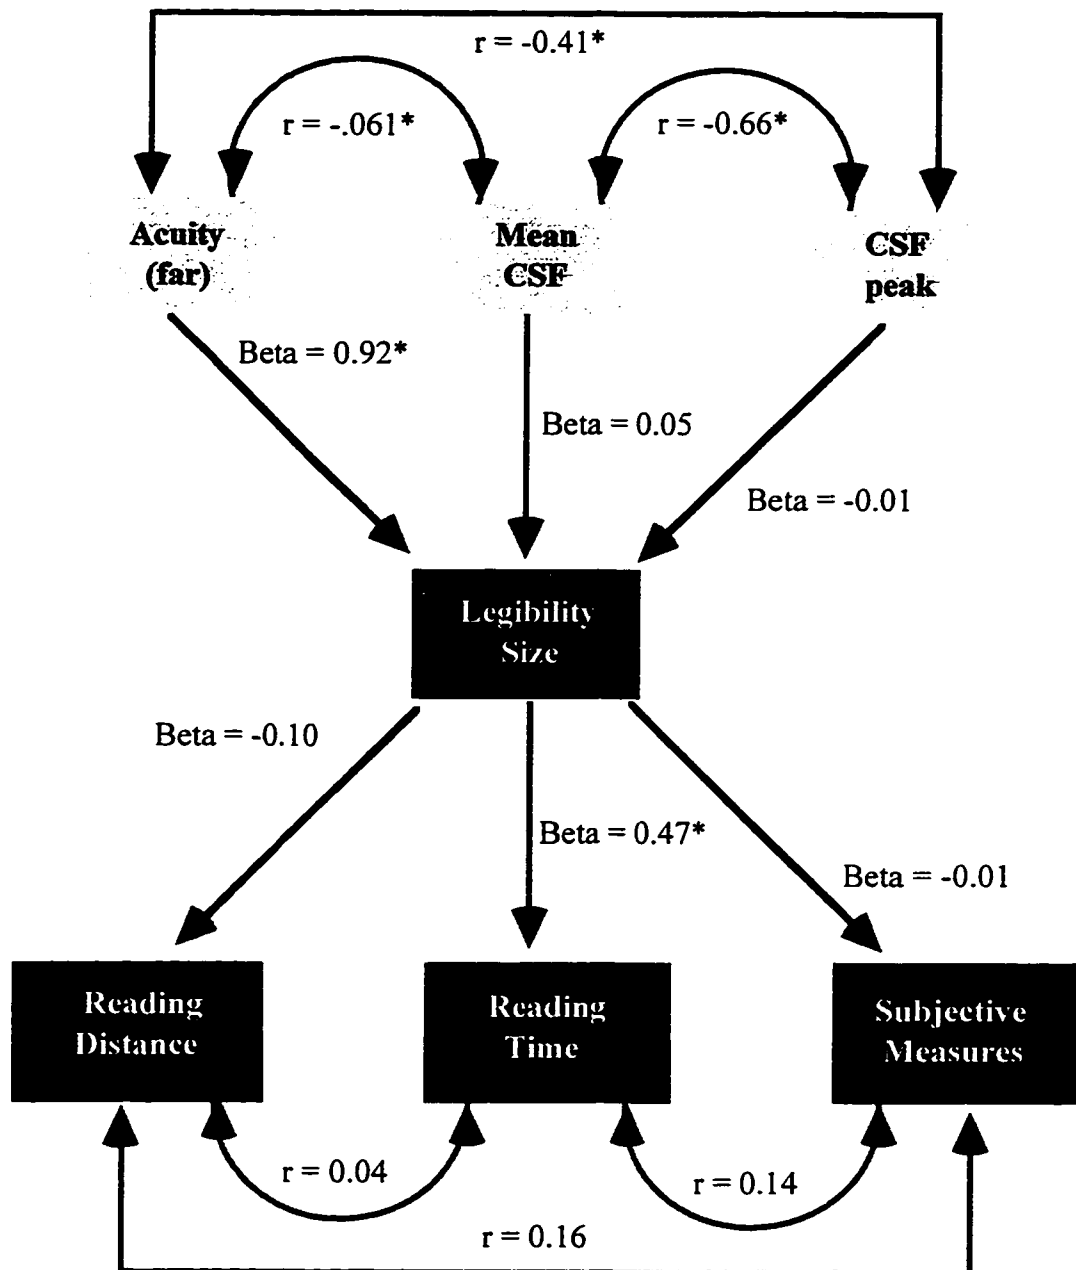 r = -0.41*
r = -.061*
r = -0.66*
Acuity
(far)
Mean
CSF
CSF
peak
Beta = 0.92*
Beta = 0.05
Beta = -0.01
Legibility
Size
Beta = -0.10
Beta = 0.47*
Beta = -0.01
Reading
Distance
Reading
Time
Subjective
Measures
r = 0.04
r = 0.14
r = 0.16